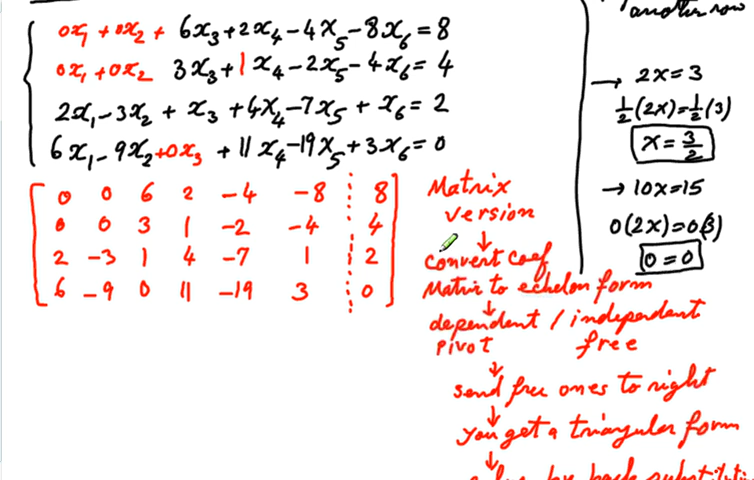 another row
0x₁ + 0x₂ + 6x₃+2x₄-4x₅-8x₆=8
0x₁ +0x₂ 3x₃+1x₄-2x₅-4x₆=4
2x₁-3x₂ + x₃ +4x₄-7x₅ + x₆=2
6x₁-9x₂+0x₃ +11x₄-19x₅+3x₆=0
→ 2x=3
½(2x)=½(3)
x=3/2
→ 10x=15
0(2x)=0(3)
0=0
0 0 6 2 -4 -8 8
0 0 3 1 -2 -4 4
2 -3 1 4 -7 1 2
6 -9 0 11 -19 3 0
Matrix
version
↓
convert coef
Matrix to echelon form
↓
dependent / independent
pivot free
↓
send free ones to right
↓
you get a triangular form
↓
by back